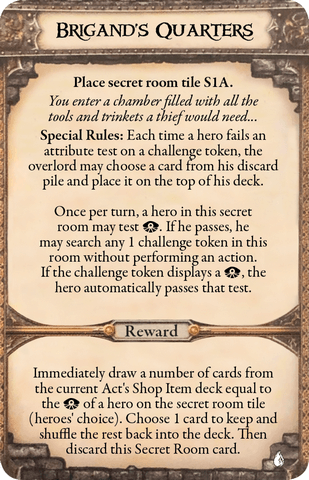 Brigand's Quarters
Place secret room tile S1A.
You enter a chamber filled with all the
tools and trinkets a thief would need...
Special Rules: Each time a hero fails an
attribute test on a challenge token, the
overlord may choose a card from his discard
pile and place it on the top of his deck.
Once per turn, a hero in this secret
room may test . If he passes, he
may search any 1 challenge token in this
room without performing an action.
If the challenge token displays a , the
hero automatically passes that test.
Reward
Immediately draw a number of cards from
the current Act's Shop Item deck equal to
the of a hero on the secret room tile
(heroes' choice). Choose 1 card to keep and
shuffle the rest back into the deck. Then
discard this Secret Room card.